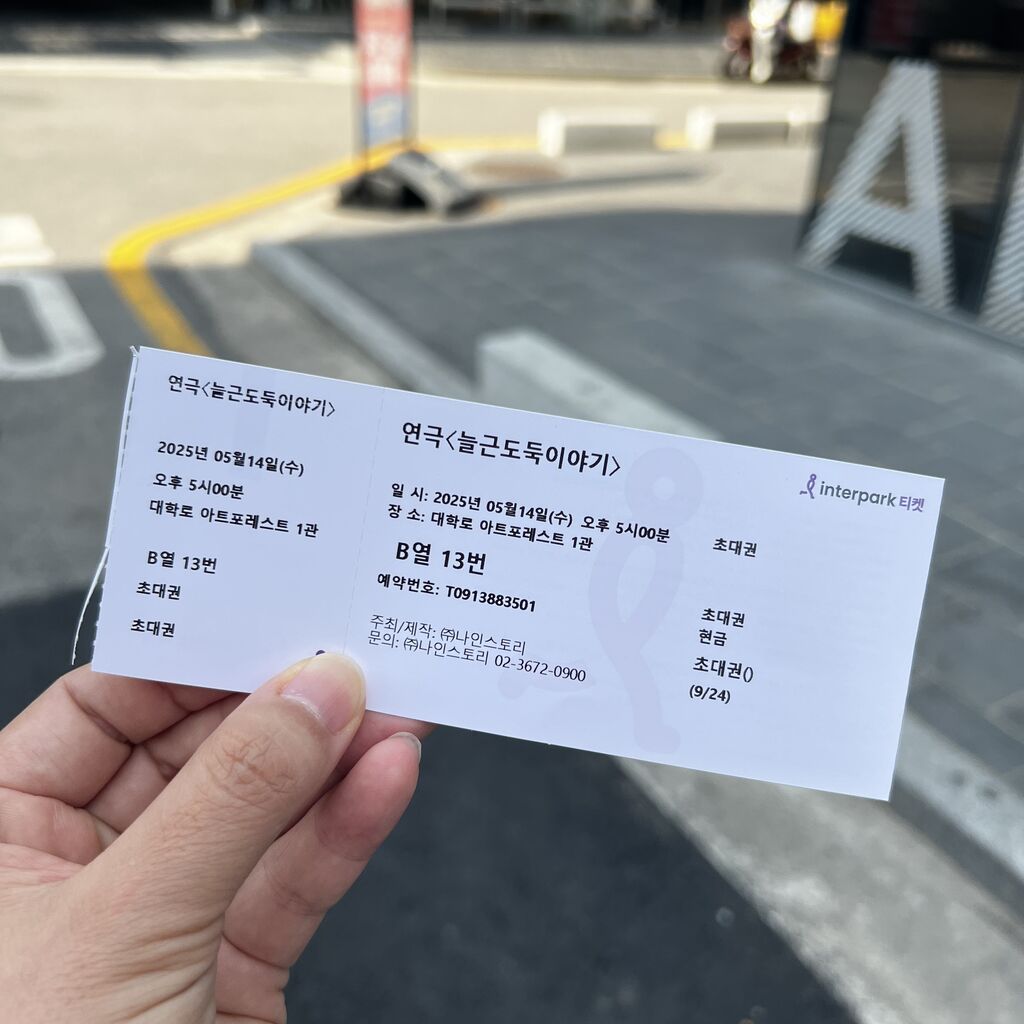 연극<늘근도둑이야기>
2025년 05월14일(수)
오후 5시00분
대학로 아트포레스트 1관
B열 13번
초대권
초대권
연극<늘근도둑이야기>
일 시: 2025년 05월14일(수) 오후 5시00분
장 소: 대학로 아트포레스트 1관
B열 13번
예약번호: T0913883501
주최/제작: ㈜나인스토리
문의: ㈜나인스토리 02-3672-0900
interpark 티켓
초대권
초대권
현금
초대권()
(9/24)
A